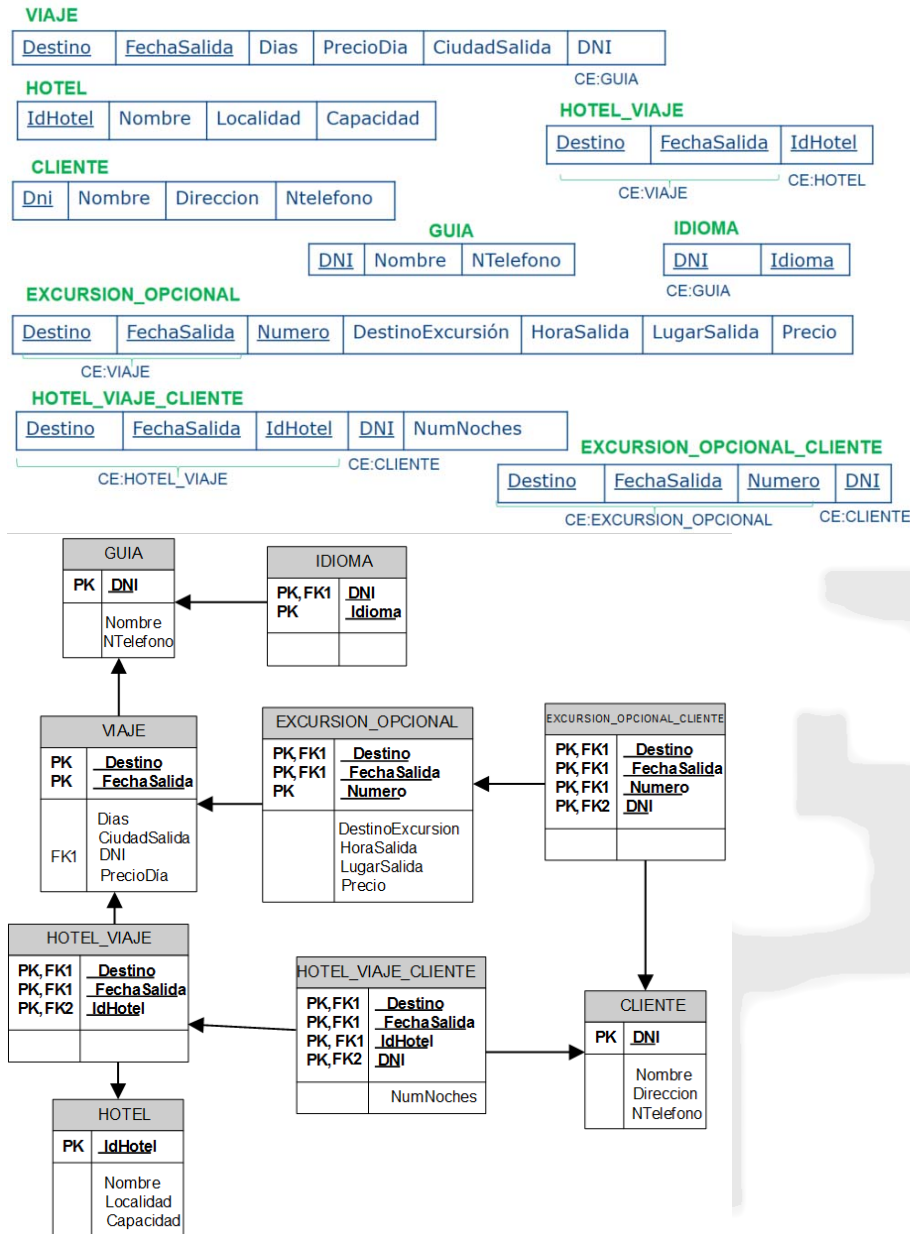 VIAJE
Destino FechaSalida Dias PrecioDia CiudadSalida DNI
CE:GUIA
HOTEL
IdHotel Nombre Localidad Capacidad
HOTEL_VIAJE
Destino FechaSalida IdHotel
CE:VIAJE CE:HOTEL
CLIENTE
Dni Nombre Direccion Ntelefono
GUIA
DNI Nombre NTelefono
IDIOMA
DNI Idioma
CE:GUIA
EXCURSION_OPCIONAL
Destino FechaSalida Numero DestinoExcursión HoraSalida LugarSalida Precio
CE:VIAJE
HOTEL_VIAJE_CLIENTE
Destino FechaSalida IdHotel DNI NumNoches
CE:HOTEL_VIAJE CE:CLIENTE
EXCURSION_OPCIONAL_CLIENTE
Destino FechaSalida Numero DNI
CE:EXCURSION_OPCIONAL CE:CLIENTE
GUIA
PK DNI
Nombre
NTelefono
IDIOMA
PK,FK1 DNI
PK Idioma
VIAJE
PK Destino
PK FechaSalida
Dias
CiudadSalida
FK1 DNI
PrecioDía
EXCURSION_OPCIONAL
PK,FK1 Destino
PK,FK1 FechaSalida
PK Numero
DestinoExcursion
HoraSalida
LugarSalida
Precio
EXCURSION_OPCIONAL_CLIENTE
PK,FK1 Destino
PK,FK1 FechaSalida
PK,FK1 Numero
PK,FK2 DNI
HOTEL_VIAJE
PK,FK1 Destino
PK,FK1 FechaSalida
PK,FK2 IdHotel
HOTEL_VIAJE_CLIENTE
PK,FK1 Destino
PK,FK1 FechaSalida
PK, FK1 IdHotel
PK,FK2 DNI
NumNoches
CLIENTE
PK DNI
Nombre
Direccion
NTelefono
HOTEL
PK IdHotel
Nombre
Localidad
Capacidad